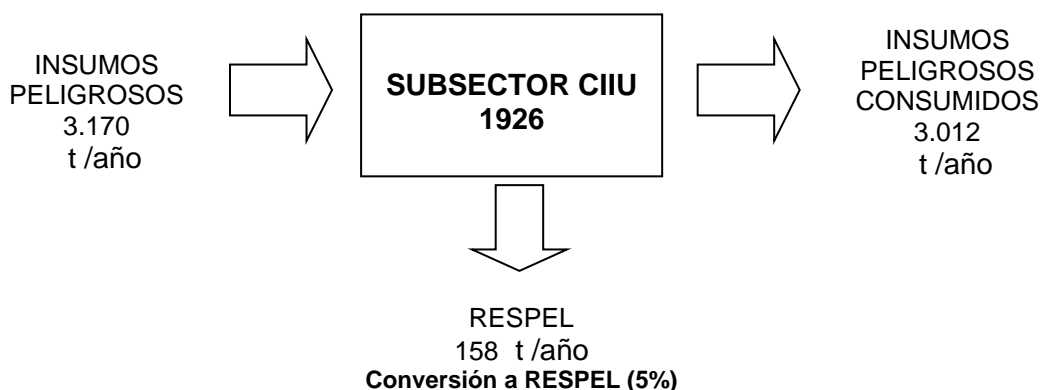 INSUMOS
PELIGROSOS
3.170
t /año
SUBSECTOR CIIU
1926
INSUMOS
PELIGROSOS
CONSUMIDOS
3.012
t /año
RESPEL
158 t /año
Conversión a RESPEL (5%)